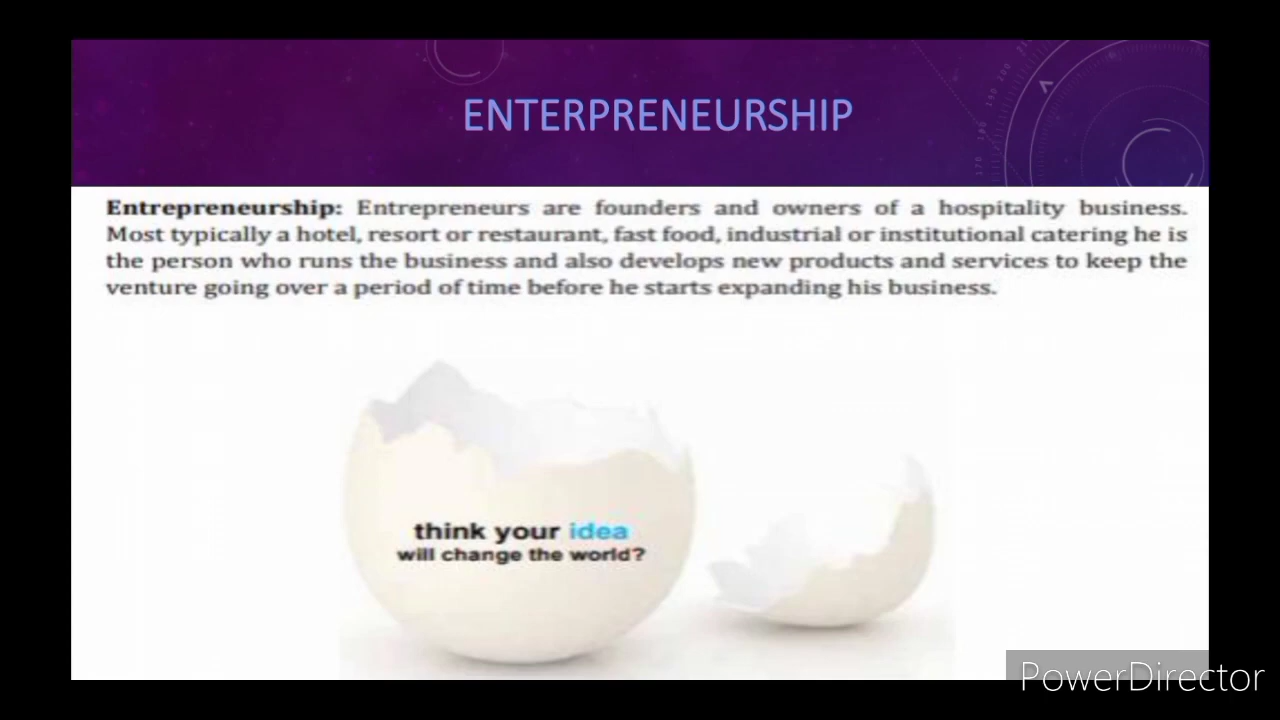 ENTERPRENEURSHIP
Entrepreneurship: Entrepreneurs are founders and owners of a hospitality business.
Most typically a hotel, resort or restaurant, fast food, industrial or institutional catering he is
the person who runs the business and also develops new products and services to keep the
venture going over a period of time before he starts expanding his business.
think your idea
will change the world?
PowerDirector